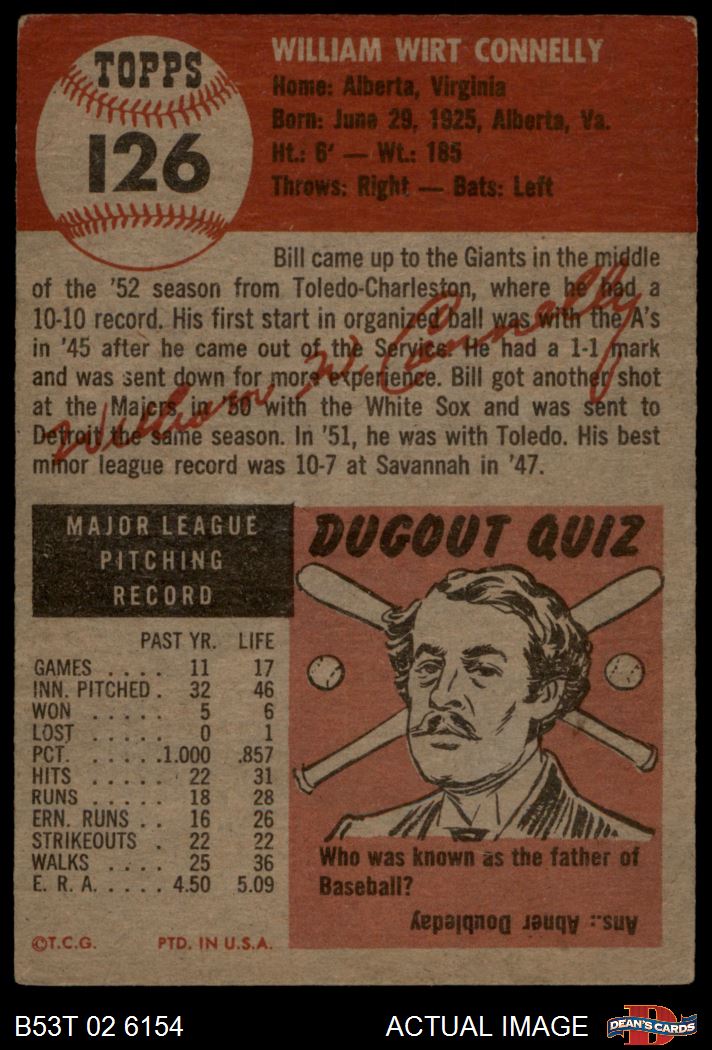 TOPPS
126
WILLIAM WIRT CONNELLY
Home: Alberta, Virginia
Born: June 29, 1925, Alberta, Va.
Ht.: 6' — Wt.: 185
Throws: Right — Bats: Left
Bill came up to the Giants in the middle
of the '52 season from Toledo-Charleston, where he had a
10-10 record. His first start in organized ball was with the A's
in '45 after he came out of the Service. He had a 1-1 mark
and was sent down for more experience. Bill got another shot
at the Majors in '50 with the White Sox and was sent to
Detroit the same season. In '51, he was with Toledo. His best
minor league record was 10-7 at Savannah in '47.
William W. Connelly
MAJOR LEAGUE
PITCHING
RECORD
PAST YR. LIFE
GAMES . . . . 11 17
INN. PITCHED . 32 46
WON . . . . . 5 6
LOST . . . . . 0 1
PCT. . . . . .1.000 .857
HITS . . . . . 22 31
RUNS . . . . . 18 28
ERN. RUNS . . 16 26
STRIKEOUTS . 22 22
WALKS . . . . 25 36
E. R. A. . . . . 4.50 5.09
©T.C.G. PTD. IN U.S.A.
DUGOUT QUIZ
Who was known as the father of
Baseball?
Ans.: Abner Doubleday
B53T 02 6154
ACTUAL IMAGE
D
DEAN'S CARDS